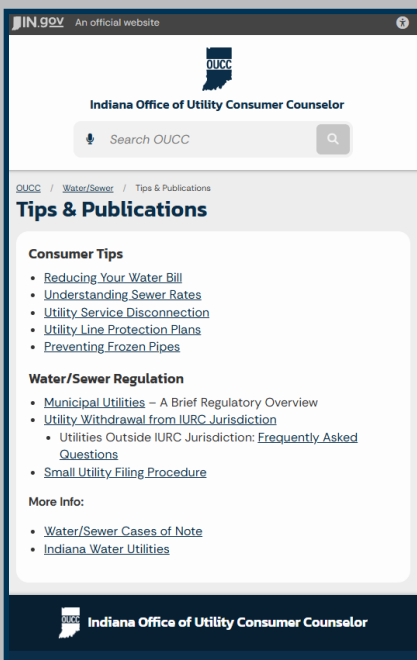 IN.gov An official website
OUCC
Indiana Office of Utility Consumer Counselor
Search OUCC
OUCC / Water/Sewer / Tips & Publications
Tips & Publications
Consumer Tips
• Reducing Your Water Bill
• Understanding Sewer Rates
• Utility Service Disconnection
• Utility Line Protection Plans
• Preventing Frozen Pipes
Water/Sewer Regulation
• Municipal Utilities – A Brief Regulatory Overview
• Utility Withdrawal from IURC Jurisdiction
• Utilities Outside IURC Jurisdiction: Frequently Asked
Questions
• Small Utility Filing Procedure
More Info:
• Water/Sewer Cases of Note
• Indiana Water Utilities
OUCC Indiana Office of Utility Consumer Counselor